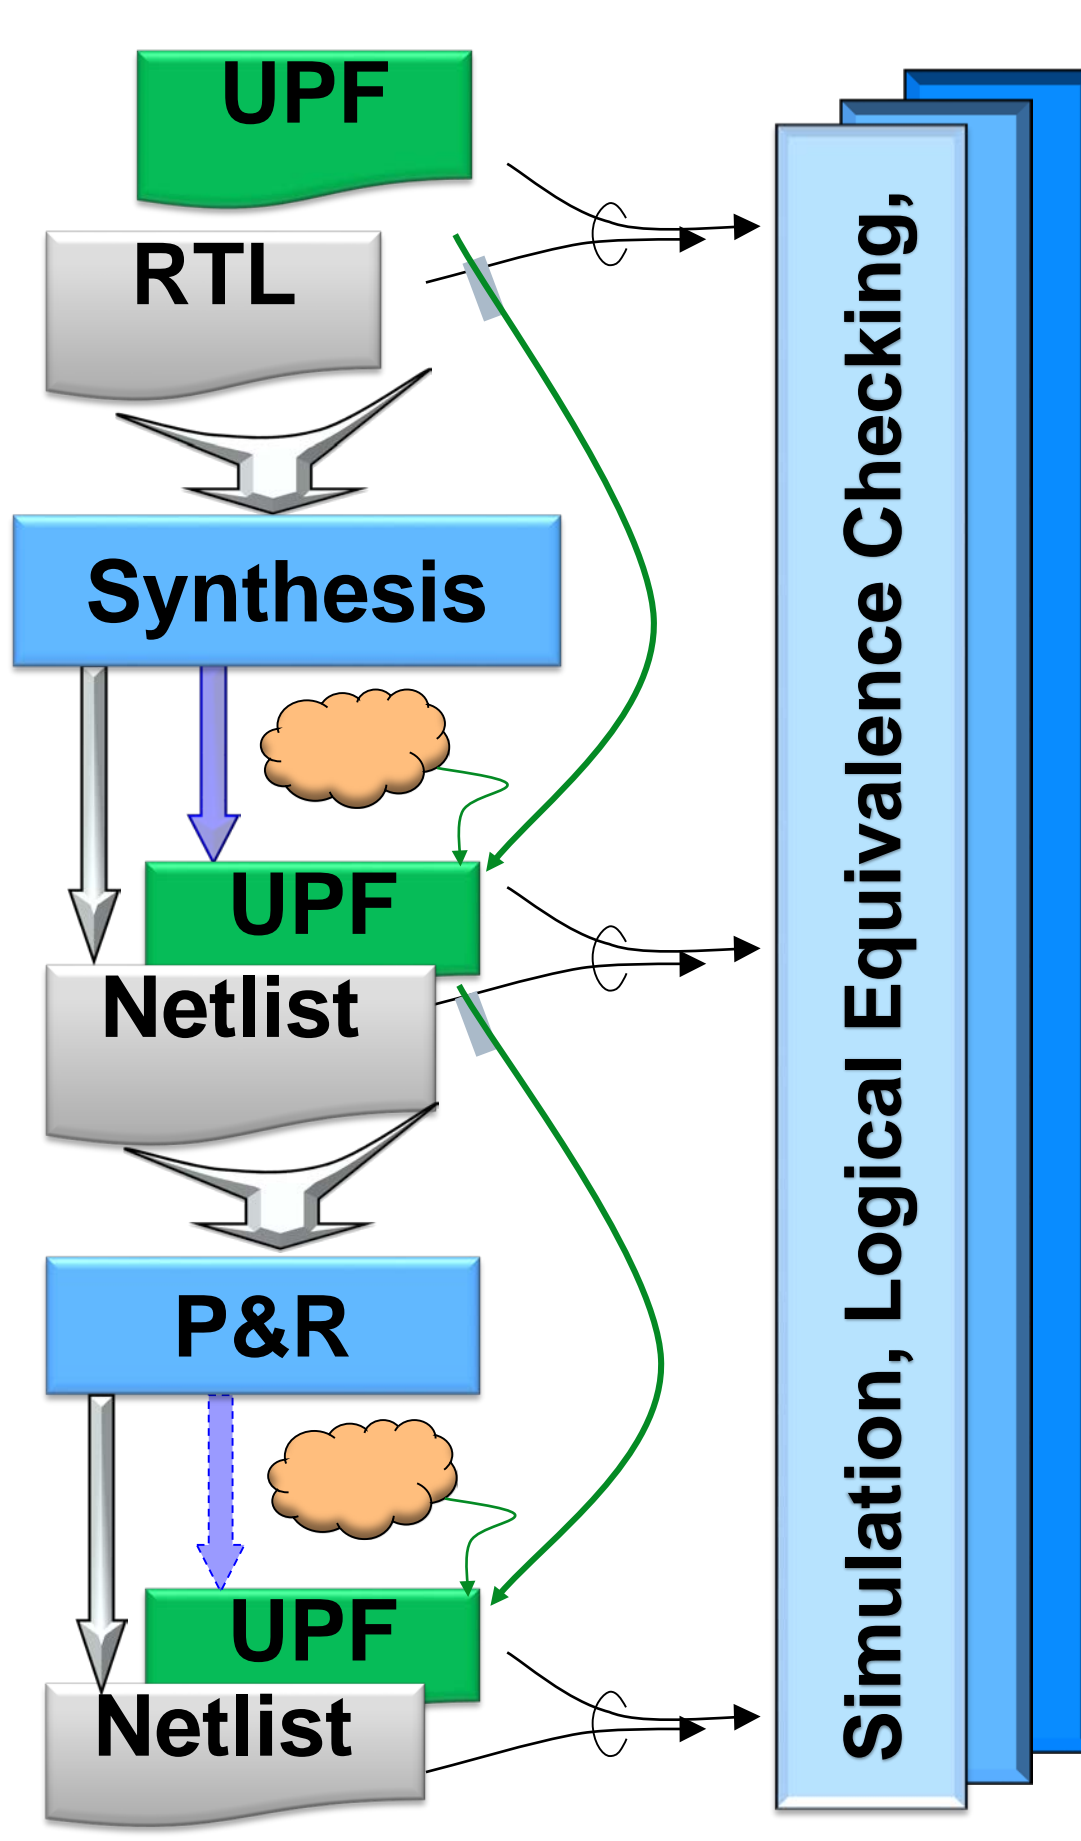 UPF
RTL
Synthesis
UPF
Netlist
P&R
UPF
Netlist
Simulation, Logical Equivalence Checking,